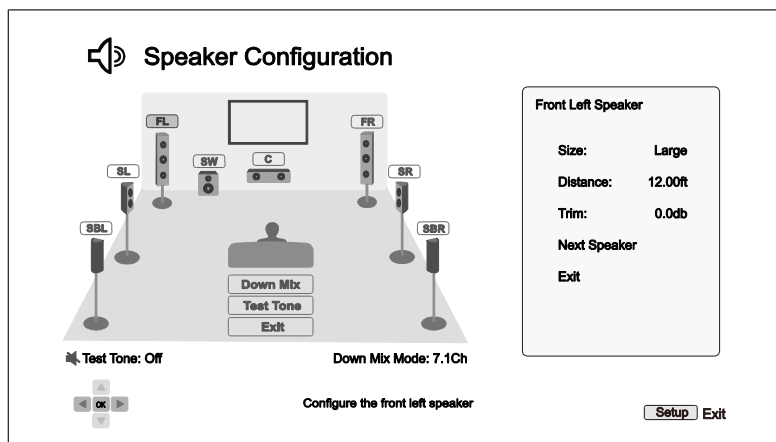 Speaker Configuration
FL
FR
SW
C
SL
SR
SBL
SBR
Down Mix
Test Tone
Exit
Test Tone: Off
Down Mix Mode: 7.1Ch
Front Left Speaker
Size: Large
Distance: 12.00ft
Trim: 0.0db
Next Speaker
Exit
OK
Configure the front left speaker
Setup Exit